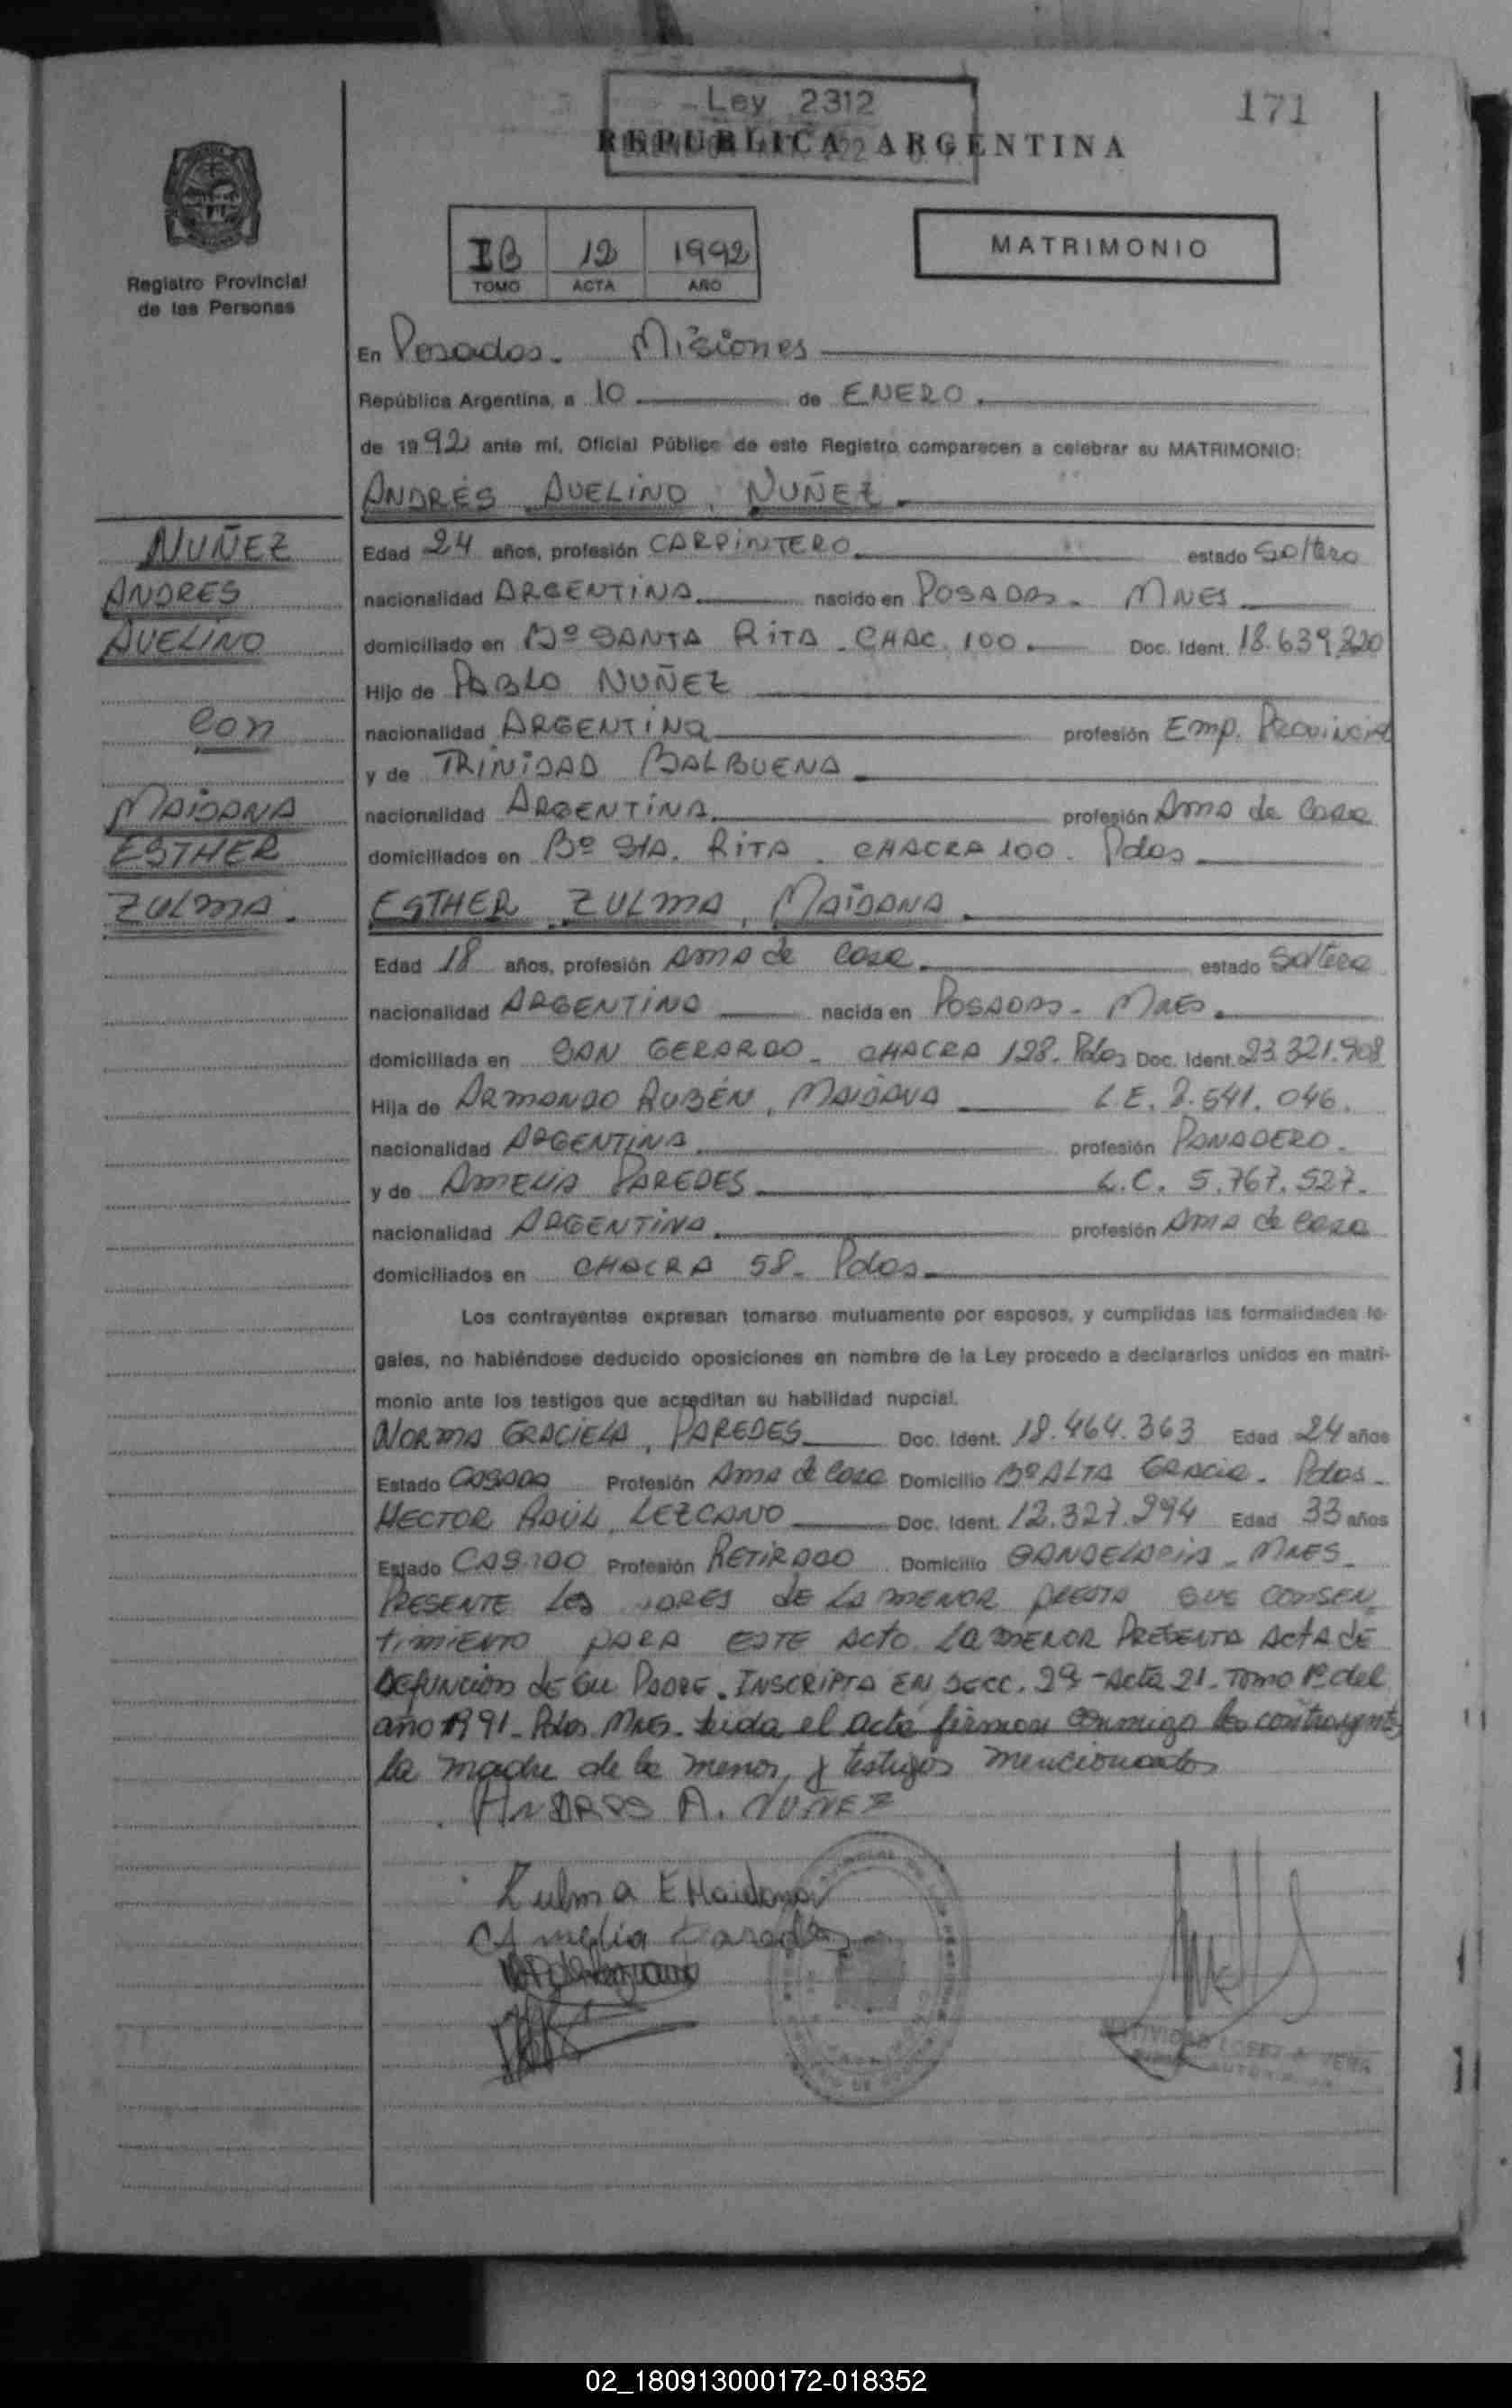 Ley 2312
171
REPUBLICA ARGENTINA
Registro Provincial
de las Personas
IB 12 1992
TOMO ACTA AÑO
MATRIMONIO
En Posadas. Misiones
República Argentina, a 10 de ENERO.
de 1992 ante mí, Oficial Público de este Registro comparecen a celebrar su MATRIMONIO:
ANDRÉS AVELINO, NUÑEZ.
NUÑEZ
ANDRES
AVELINO
con
MAIDANA
ESTHER
ZULMA.
Edad 24 años, profesión CARPINTERO. estado Soltero
nacionalidad ARGENTINA. nacido en POSADAS - MNES
domiciliado en Bº SANTA RITA - CHAC. 100. Doc. Ident. 18.639.220
Hijo de PABLO NUÑEZ
nacionalidad ARGENTINA profesión Emp. Provincial
y de TRINIDAD BALBUENA
nacionalidad ARGENTINA. profesión Ama de Casa
domiciliados en Bº STA. RITA. CHACRA 100. Pdas
ESTHER ZULMA, MAIDANA.
Edad 18 años, profesión Ama de Casa. estado Soltera
nacionalidad ARGENTINA nacida en POSADAS - MNES.
domiciliada en SAN GERARDO - CHACRA 128. Pdas Doc. Ident. 23.321.908
Hija de ARMANDO RUBÉN, MAIDANA L.E. 8.541.046.
nacionalidad ARGENTINA profesión PANADERO.
y de AMELIA PAREDES L.C. 5.767.527.
nacionalidad ARGENTINA profesión Ama de Casa
domiciliados en CHACRA 58 - Pdas.
Los contrayentes expresan tomarse mutuamente por esposos, y cumplidas las formalidades le-
gales, no habiéndose deducido oposiciones en nombre de la Ley procedo a declararlos unidos en matri-
monio ante los testigos que acreditan su habilidad nupcial.
NORMA GRACIELA, PAREDES Doc. Ident. 18.464.363 Edad 24 años
Estado CASADA Profesión Ama de Casa Domicilio Bº ALTA GRACIA. Pdas.
HECTOR RAÚL, LEZCANO Doc. Ident. 12.327.294 Edad 33 años
Estado CASADO Profesión RETIRADO Domicilio CANDELARIA - MNES.
PRESENTE DE LA MENOR PRESTA SUS CONSEN
timiento PARA ESTE ACTO. LA MENOR PRESENTA ACTA DE
DEFUNCION DE SU PADRE. INSCRIPTA EN SECC. 2ª - Acta 21. Tomo 1º del
año 1991 - Pdas MNES. Leida el acta firman conmigo los contrayentes
la madre de la menor, y testigos mencionados
ANDRES A. NUÑEZ
Zulma E Maidana
Amelia Paredes
02_180913000172-018352